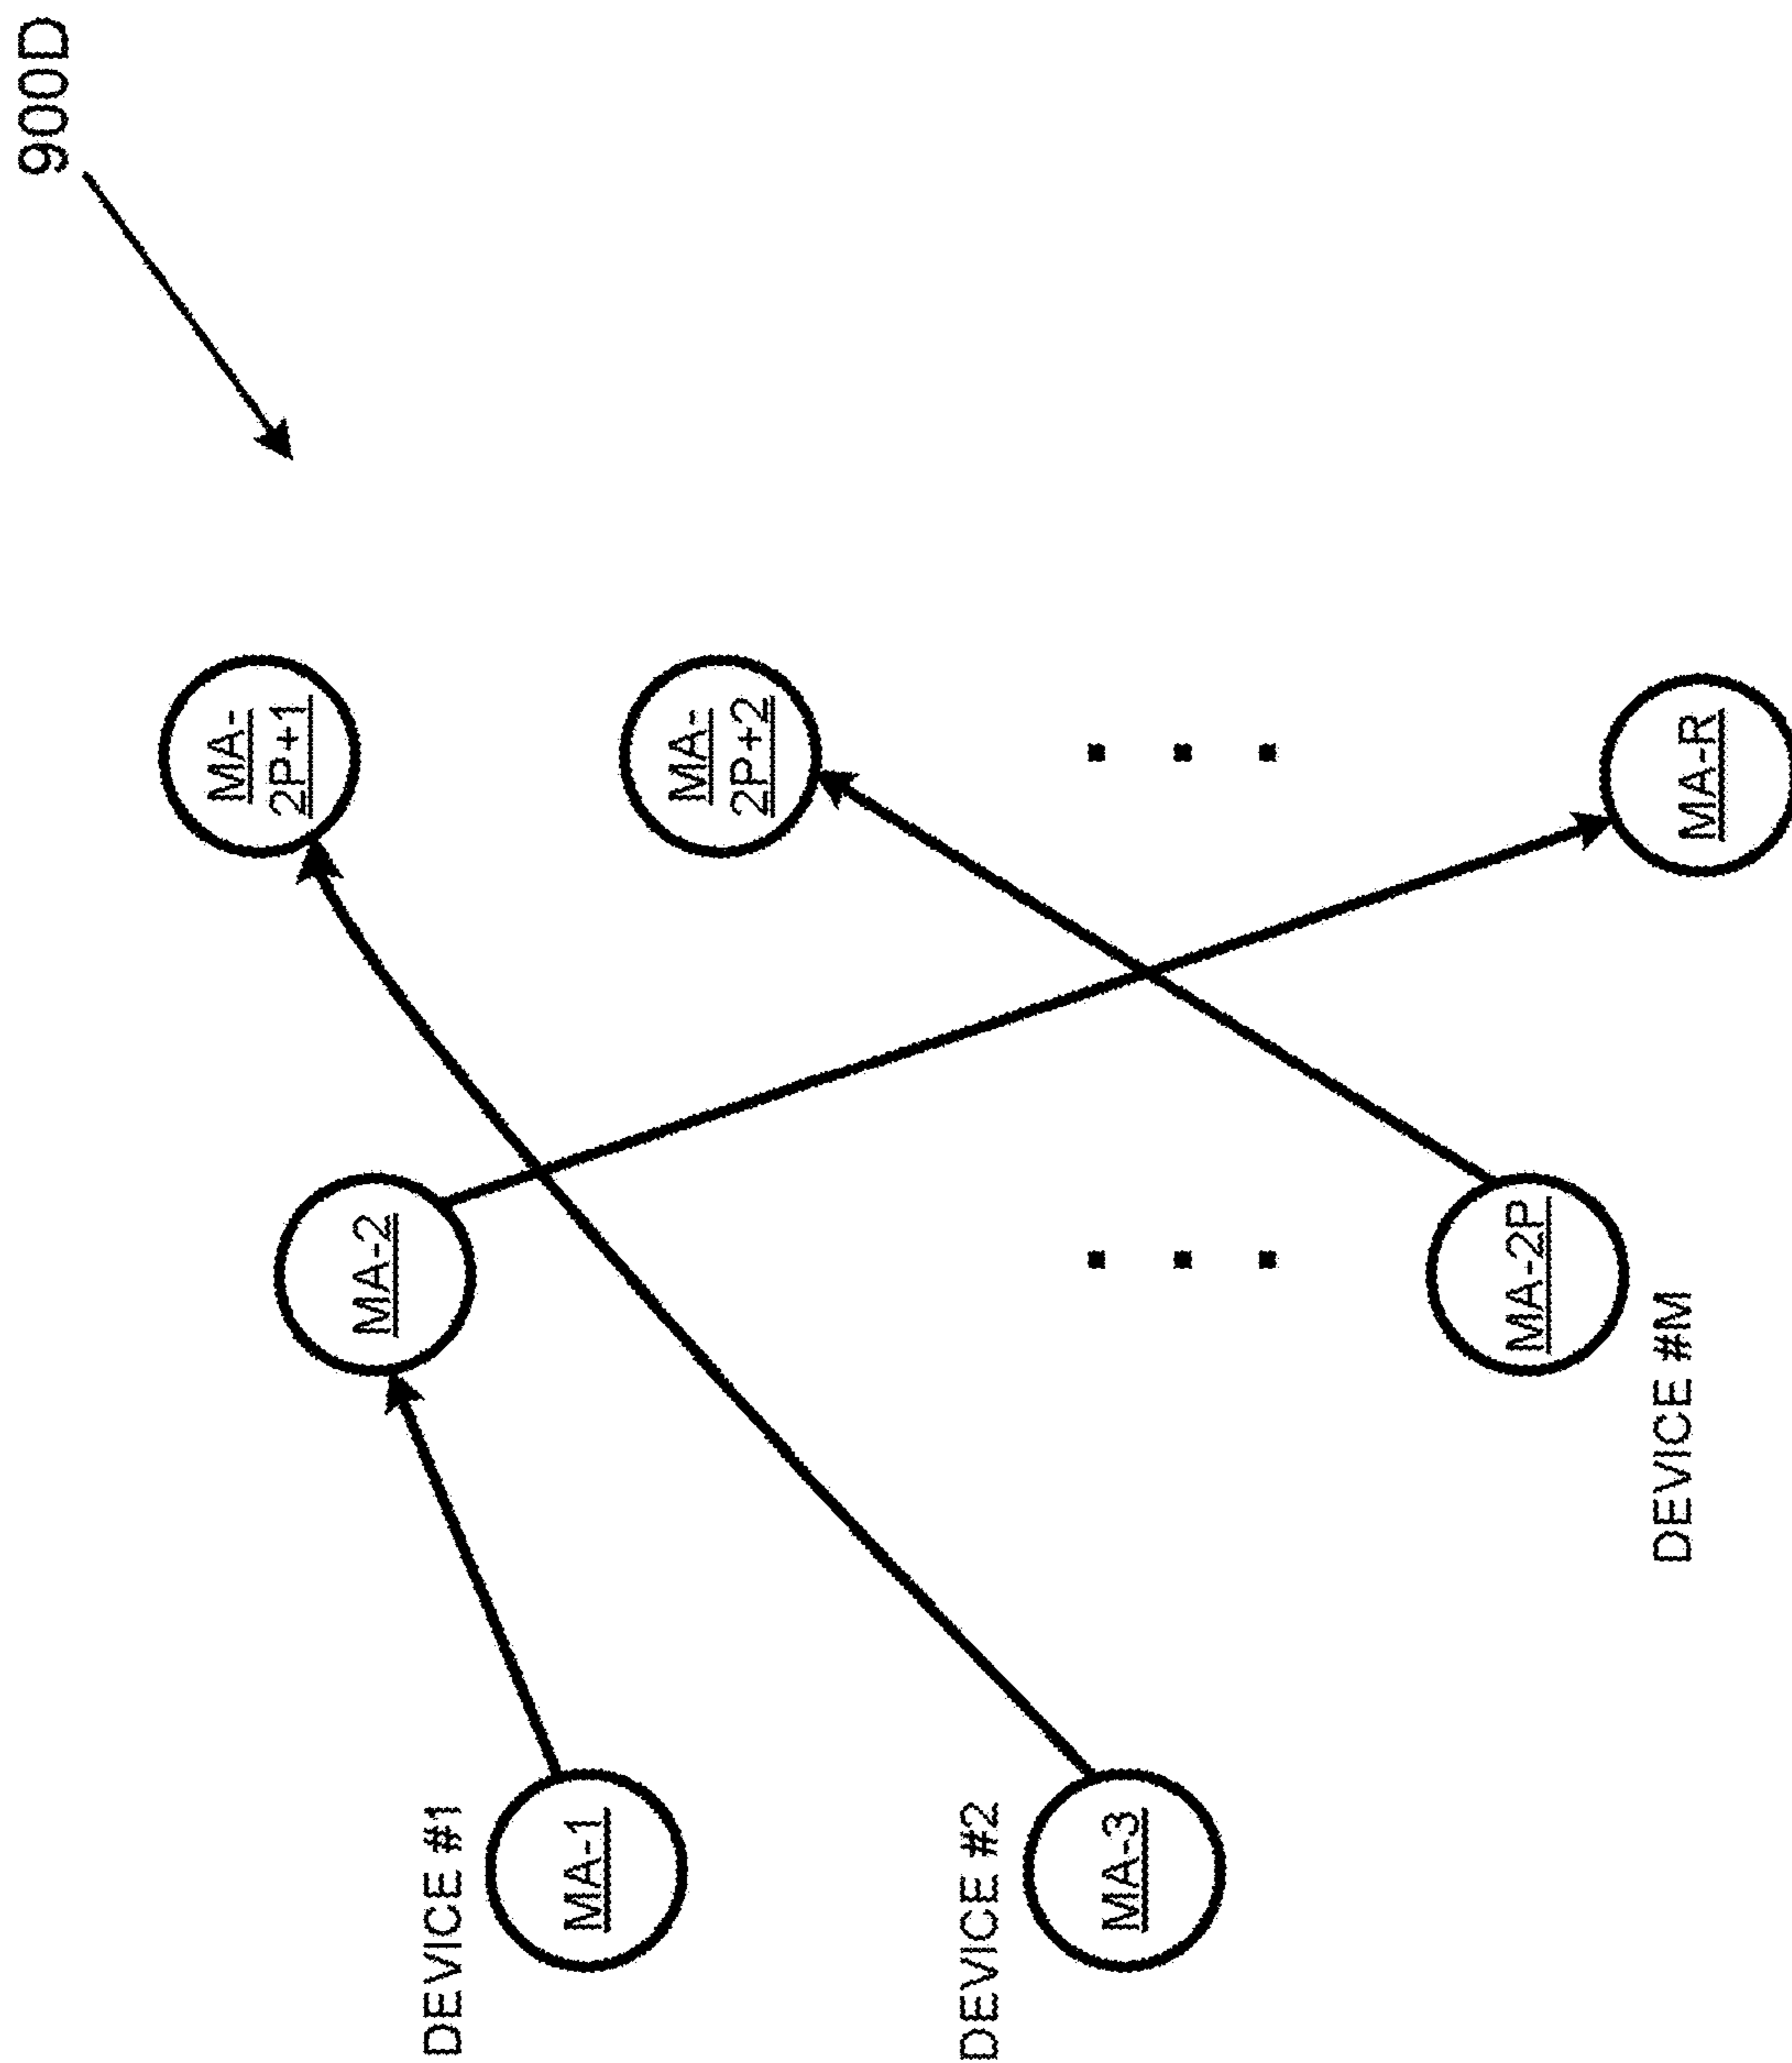 900D
DEVICE #1
MA-1
MA-2
MA-
2P+1
MA-
2P+2
DEVICE #2
MA-3
MA-2P
DEVICE #M
MA-R